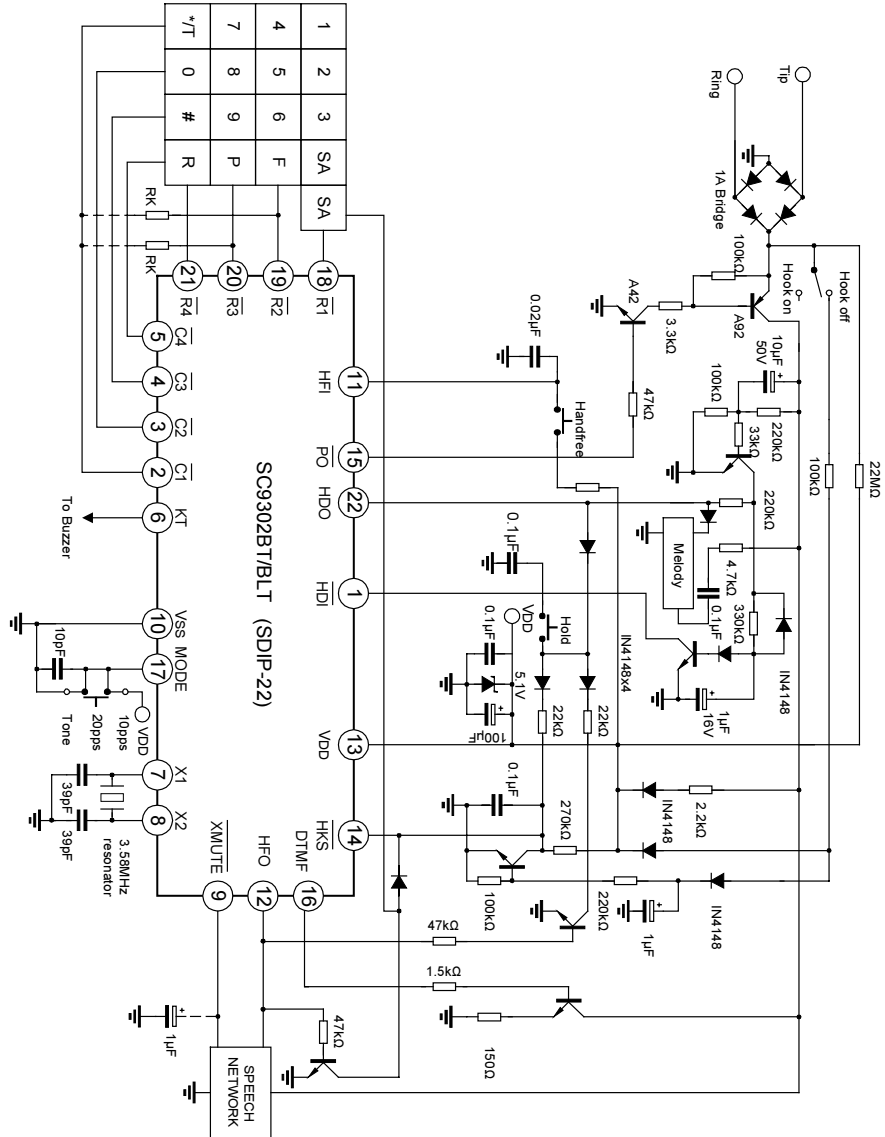 Tip
Ring
1A Bridge
Hook off
Hook on
22MΩ
100kΩ
100kΩ
A92
10µF
50V
100kΩ
220kΩ
33kΩ
A42
3.3kΩ
47kΩ
0.02µF
Handfree
220kΩ
Melody
4.7kΩ
0.1µF
330kΩ
IN4148
1µF
16V
IN4148x4
0.1µF
Hold
0.1µF
VDD
5.1V
100µF
22kΩ
22kΩ
0.1µF
270kΩ
100kΩ
2.2kΩ
IN4148
220kΩ
1µF
IN4148
47kΩ
1.5kΩ
150Ω
47kΩ
1 2 3 SA SA
4 5 6 F
7 8 9 P
*/T 0 # R
RK
RK
21 20 19 18
R4 R3 R2 R1
5 C4
4 C3
3 C2
2 C1
6 KT
To Buzzer
11 HFI
15 PO
22 HDO
1 HDI
13 VDD
14 HKS
SC9302BT/BLT (SDIP-22)
10 Vss
17 MODE
10pF
Tone
20pps
10pps
VDD
7 X1
8 X2
39pF
39pF
3.58MHz
resonator
9 XMUTE
12 HFO
16 DTMF
1µF
SPEECH
NETWORK